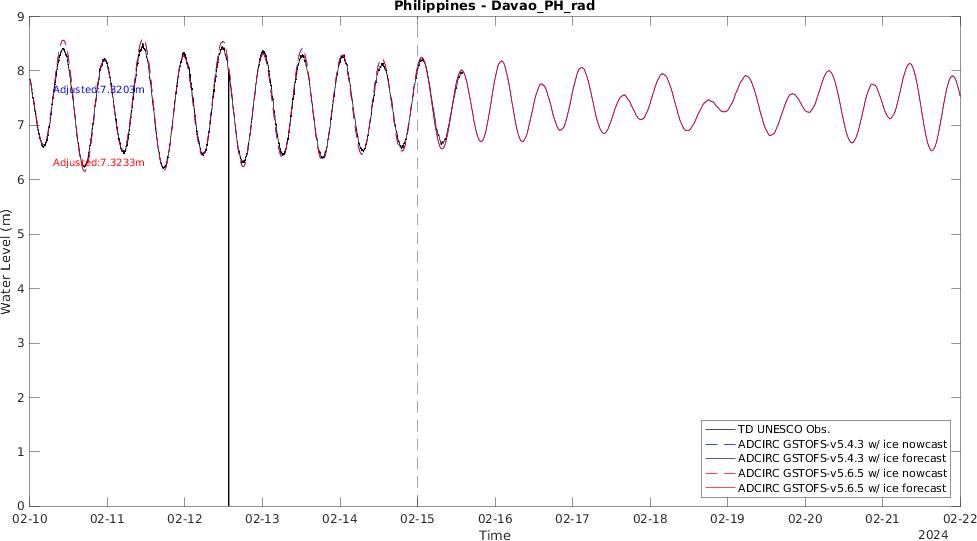 Philippines - Davao_PH_rad
9
8
7
6
5
4
3
2
1
0
Water Level (m)
Adjusted:7.3203m
Adjusted:7.3233m
TD UNESCO Obs.
ADCIRC GSTOFS-v5.4.3 w/ ice nowcast
ADCIRC GSTOFS-v5.4.3 w/ ice forecast
ADCIRC GSTOFS-v5.6.5 w/ ice nowcast
ADCIRC GSTOFS-v5.6.5 w/ ice forecast
02-10 02-11 02-12 02-13 02-14 02-15 02-16 02-17 02-18 02-19 02-20 02-21 02-22
Time
2024